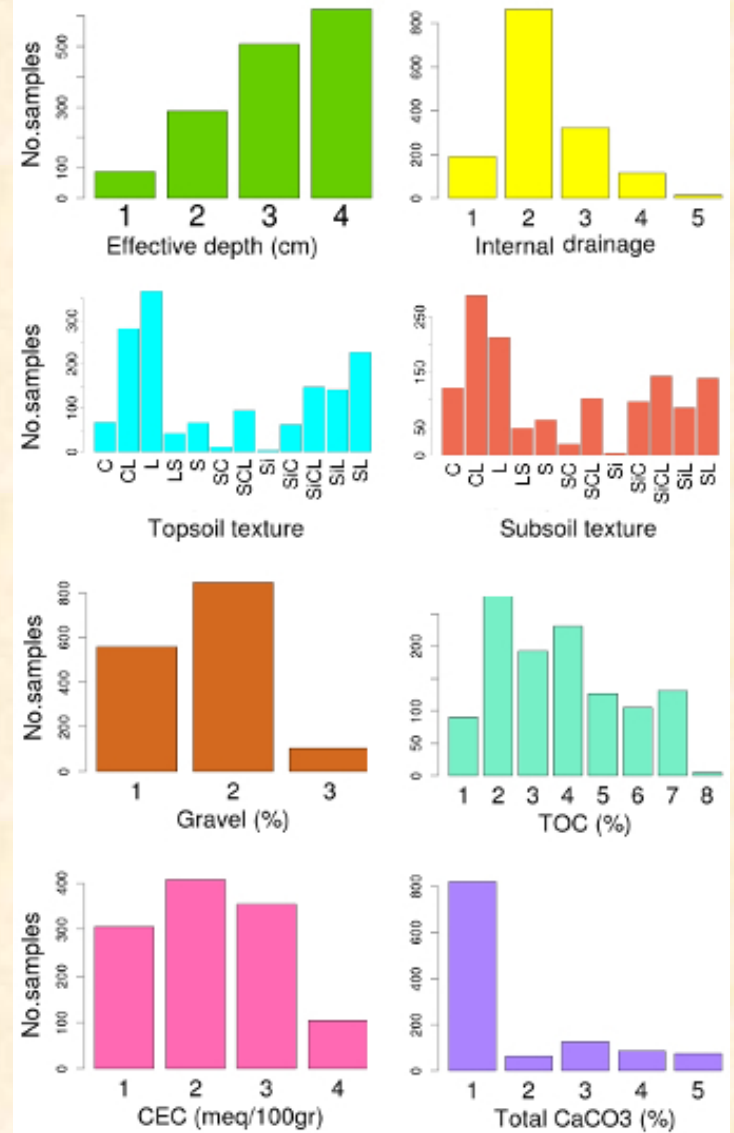 No.samples
0 100 300 500
1 2 3 4
Effective depth (cm)
0 200 400 600 800
1 2 3 4 5
Internal drainage
No.samples
0 100 200 300
C CL L LS S SC SCL Si SiC SiCL SiL SL
Topsoil texture
0 50 150 250
C CL L LS S SC SCL Si SiC SiCL SiL SL
Subsoil texture
No.samples
0 200 400 600 800
1 2 3
Gravel (%)
0 50 100 200
1 2 3 4 5 6 7 8
TOC (%)
No.samples
0 100 200 300 400
1 2 3 4
CEC (meq/100gr)
0 200 400 600 800
1 2 3 4 5
Total CaCO3 (%)